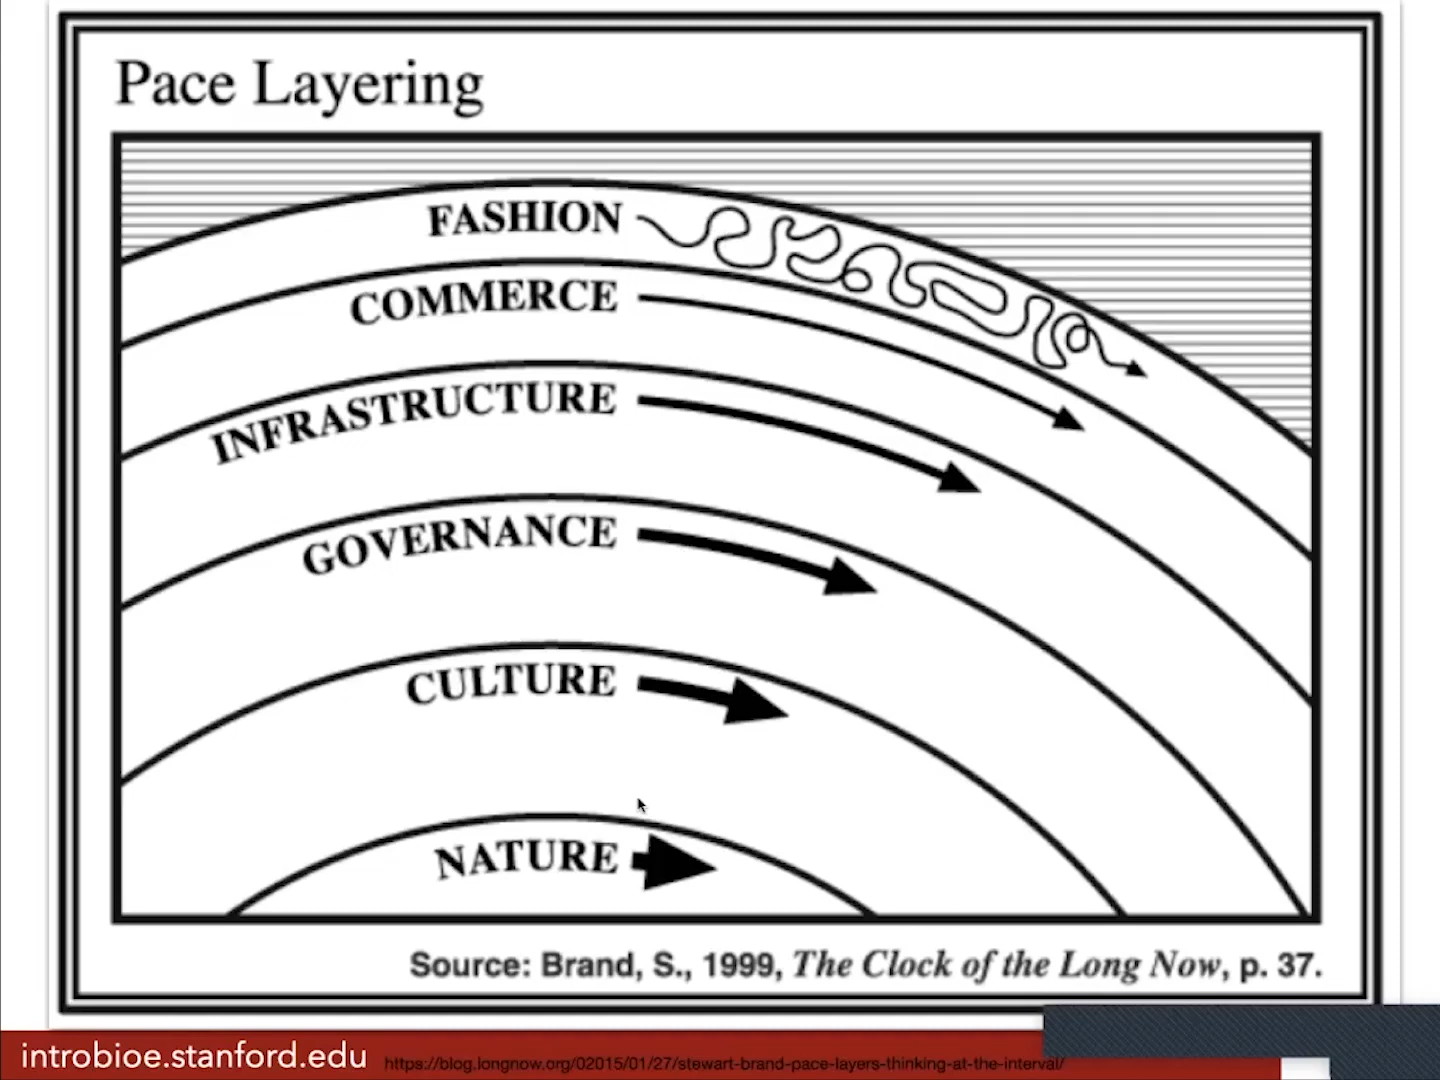 Pace Layering
FASHION
COMMERCE
INFRASTRUCTURE
GOVERNANCE
CULTURE
NATURE
Source: Brand, S., 1999, The Clock of the Long Now, p. 37.
introbioe.stanford.edu
https://blog.longnow.org/02015/01/27/stewart-brand-pace-layers-thinking-at-the-interval/